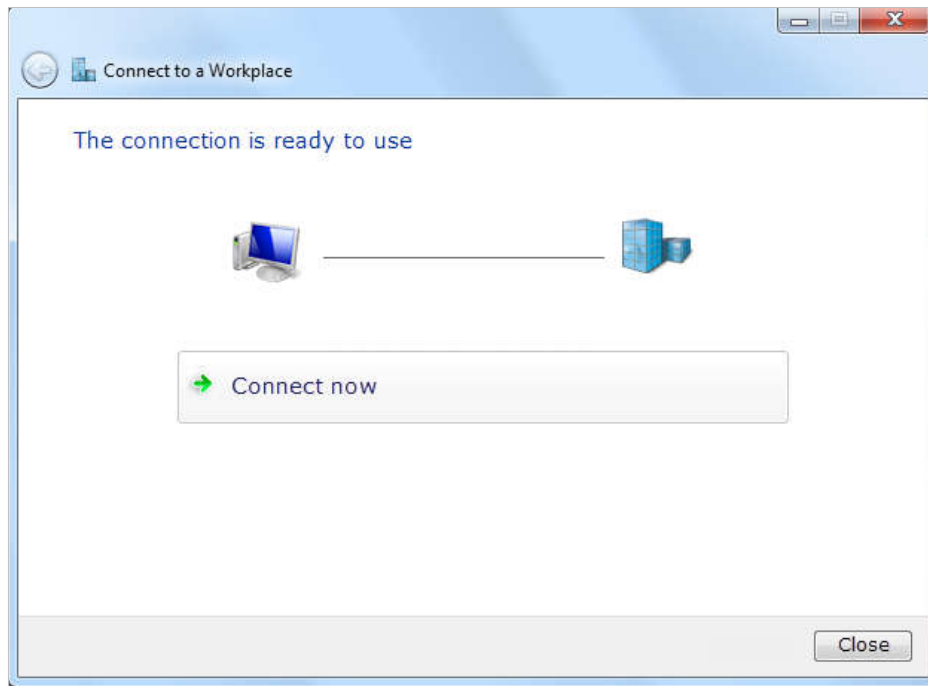 Connect to a Workplace
The connection is ready to use
Connect now
Close